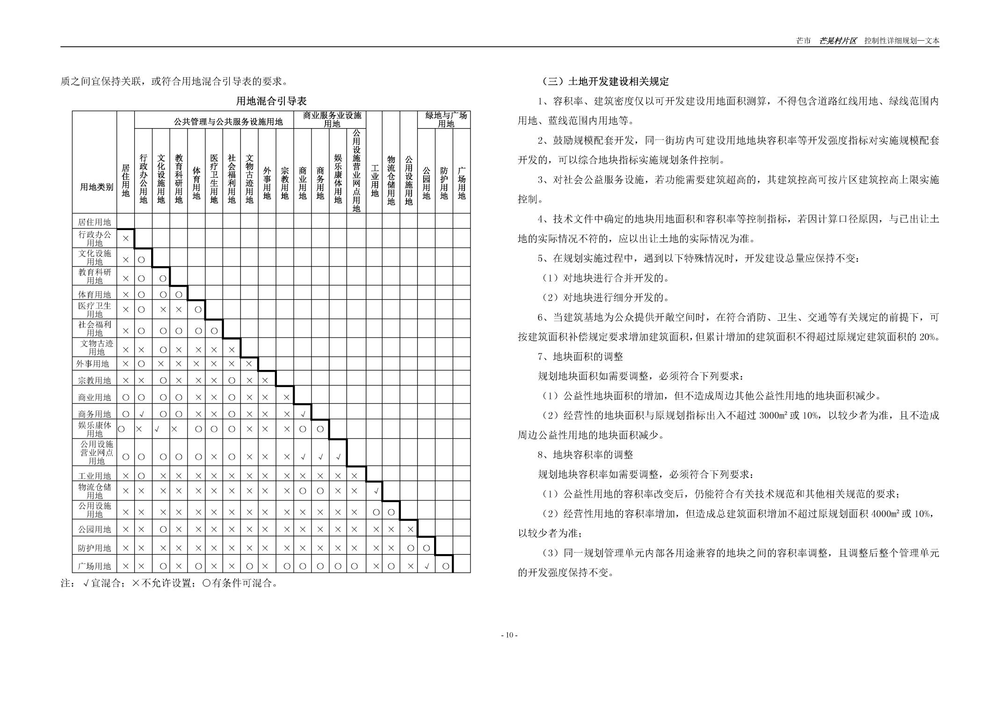 芒市 芒晃村片区 控制性详细规划—文本
质之间宜保持关联，或符合用地混合引导表的要求。
用地混合引导表
用地类别 居住用地 公共管理与公共服务设施用地 商业服务业设施用地 工业用地 物流仓储用地 公用设施用地 绿地与广场用地
行政办公用地 文化设施用地 教育科研用地 体育用地 医疗卫生用地 社会福利用地 文物古迹用地 外事用地 宗教用地 商业用地 商务用地 娱乐康体用地 公用设施营业网点用地 公园用地 防护用地 广场用地
居住用地
行政办公用地 ×
文化设施用地 × ○
教育科研用地 × ○ ○
体育用地 × ○ ○ ○
医疗卫生用地 × ○ × × ○
社会福利用地 × ○ ○ ○ ○ ○
文物古迹用地 × × ○ × × × ×
外事用地 × ○ × × × × × ×
宗教用地 × × ○ × × × ○ × ×
商业用地 ○ ○ ○ ○ × × ○ × × ×
商务用地 ○ √ ○ ○ × × ○ × × × √
娱乐康体用地 ○ × √ × ○ ○ ○ × × × ○ ○
公用设施营业网点用地 ○ ○ ○ ○ ○ × ○ × × × √ √ √
工业用地 × ○ × × × × × × × × × × × ×
物流仓储用地 × × × × × × × × × × ○ ○ × × √
公用设施用地 × × × × × × × × × × × × × × ○ ○
公园用地 × × ○ × × × × × × × × × × × × × ×
防护用地 × × × × × × × × × × × × × × × × ○ ○
广场用地 × × ○ × ○ × × ○ × ○ ○ ○ ○ ○ × ○ × √ ○
注：√宜混合；×不允许设置；○有条件可混合。
（三）土地开发建设相关规定
1、容积率、建筑密度仅以可开发建设用地面积测算，不得包含道路红线用地、绿线范围内
用地、蓝线范围内用地等。
2、鼓励规模配套开发，同一街坊内可建设用地地块容积率等开发强度指标对实施规模配套
开发的，可以综合地块指标实施规划条件控制。
3、对社会公益服务设施，若功能需要建筑超高的，其建筑控高可按片区建筑控高上限实施
控制。
4、技术文件中确定的地块用地面积和容积率等控制指标，若因计算口径原因，与已出让土
地的实际情况不符的，应以出让土地的实际情况为准。
5、在规划实施过程中，遇到以下特殊情况时，开发建设总量应保持不变：
（1）对地块进行合并开发的。
（2）对地块进行细分开发的。
6、当建筑基地为公众提供开敞空间时，在符合消防、卫生、交通等有关规定的前提下，可
按建筑面积补偿规定要求增加建筑面积，但累计增加的建筑面积不得超过原规定建筑面积的 20%。
7、地块面积的调整
规划地块面积如需要调整，必须符合下列要求：
（1）公益性地块面积的增加，但不造成周边其他公益性用地的地块面积减少。
（2）经营性的地块面积与原规划指标出入不超过 3000㎡ 或 10%，以较少者为准，且不造成
周边公益性用地的地块面积减少。
8、地块容积率的调整
规划地块容积率如需要调整，必须符合下列要求：
（1）公益性用地的容积率改变后，仍能符合有关技术规范和其他相关规范的要求；
（2）经营性用地的容积率增加，但造成总建筑面积增加不超过原规划面积 4000㎡ 或 10%，
以较少者为准；
（3）同一规划管理单元内部各用途兼容的地块之间的容积率调整，且调整后整个管理单元
的开发强度保持不变。
- 10 -